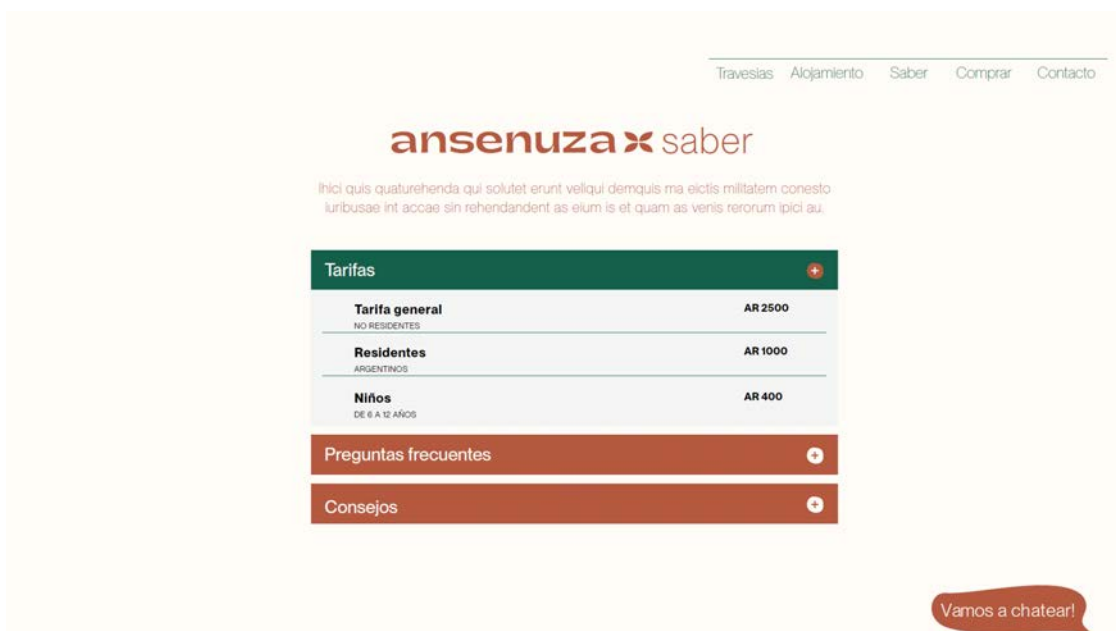 Travesias Alojamiento Saber Comprar Contacto
ansenuza saber
Ihici quis quaturehenda qui solutet erunt veliqui demquis ma eictis militatem conesto
iuribusae int accae sin rehendandent as eium is et quam as venis rerorum ipici au.
Tarifas +
Tarifa general AR 2500
NO RESIDENTES
Residentes AR 1000
ARGENTINOS
Niños AR 400
DE 6 A 12 AÑOS
Preguntas frecuentes +
Consejos +
Vamos a chatear!